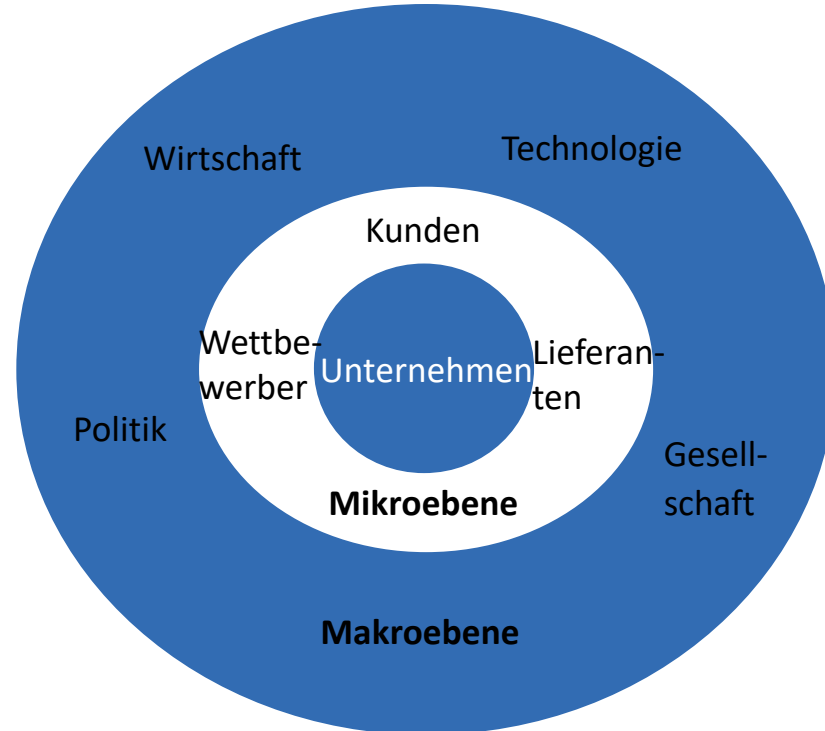 Wirtschaft
Technologie
Kunden
Wettbe-
werber
Unternehmen
Lieferan-
ten
Politik
Gesell-
schaft
Mikroebene
Makroebene